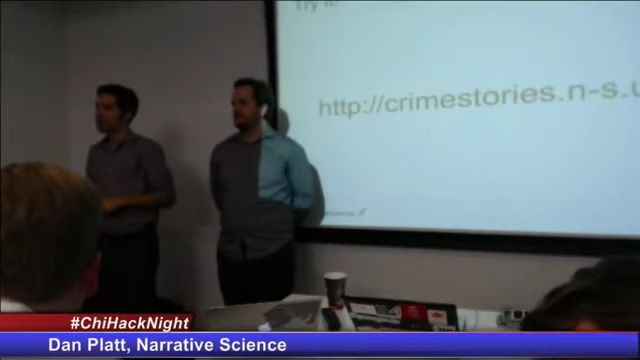 Try it:
http://crimestories.n-s.u
#ChiHackNight
Dan Platt, Narrative Science